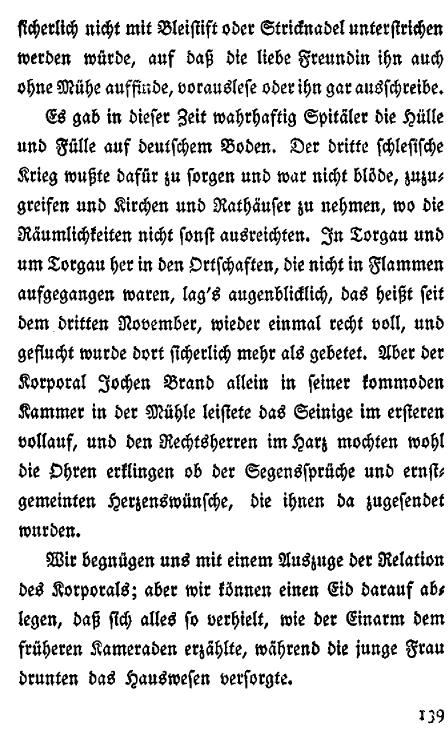 sicherlich nicht mit Bleistift oder Stricknadel unterstrichen
werden würde, auf daß die liebe Freundin ihn auch
ohne Mühe auffinde, vorauslese oder ihn gar ausschreibe.
Es gab in dieser Zeit wahrhaftig Spitäler die Hülle
und Fülle auf deutschem Boden. Der dritte schlesische
Krieg wußte dafür zu sorgen und war nicht blöde, zuzu-
greifen und Kirchen und Rathäuser zu nehmen, wo die
Räumlichkeiten nicht sonst ausreichten. In Torgau und
um Torgau her in den Ortschaften, die nicht in Flammen
aufgegangen waren, lag's augenblicklich, das heißt seit
dem dritten November, wieder einmal recht voll, und
geflucht wurde dort sicherlich mehr als gebetet. Aber der
Korporal Jochen Brand allein in seiner kommoden
Kammer in der Mühle leistete das Seinige im ersteren
vollauf, und den Rechtsherren im Harz mochten wohl
die Ohren erklingen ob der Segenssprüche und ernst-
gemeinten Herzenswünsche, die ihnen da zugesendet
wurden.
Wir begnügen uns mit einem Auszuge der Relation
des Korporals; aber wir können einen Eid darauf ab-
legen, daß sich alles so verhielt, wie der Einarm dem
früheren Kameraden erzählte, während die junge Frau
drunten das Hauswesen versorgte.
139